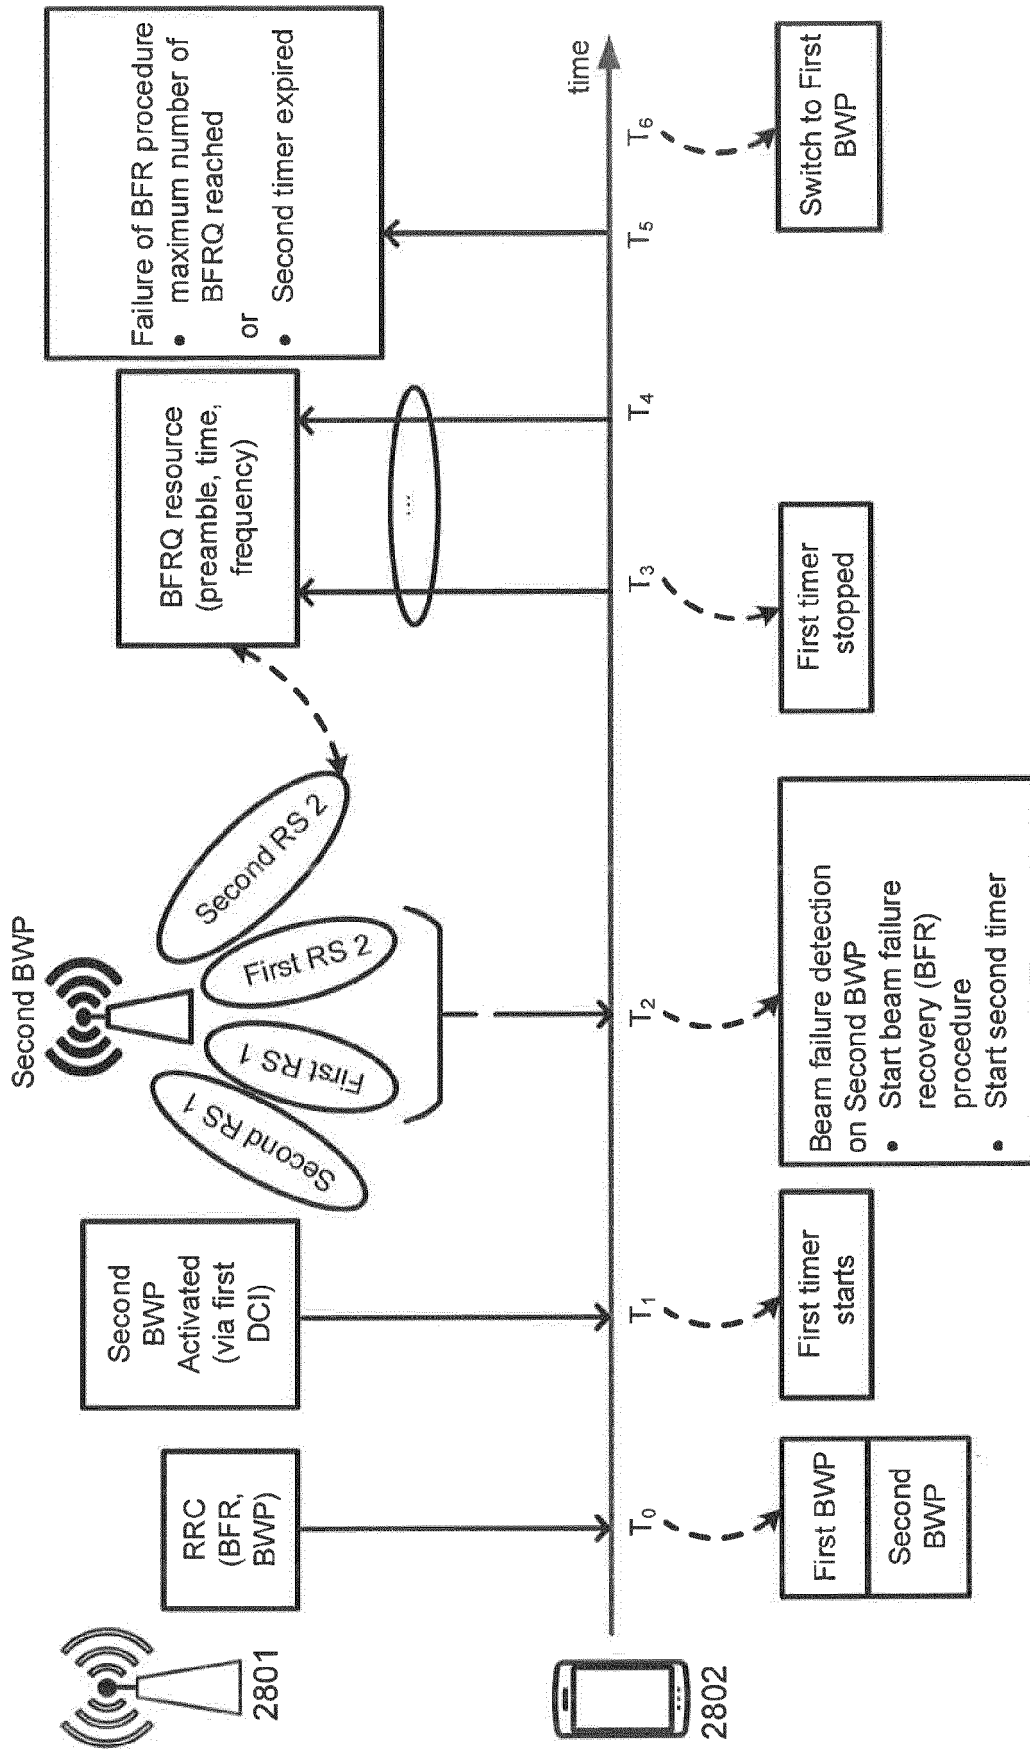 2801
RRC
(BFR,
BWP)
Second
BWP
Activated
(via first
DCI)
Second BWP
Second RS 1
First RS 1
First RS 2
Second RS 2
BFRQ resource
(preamble, time,
frequency)
...
Failure of BFR procedure
• maximum number of
BFRQ reached
or
• Second timer expired
time
2802
T0
T1
T2
T3
T4
T5
T6
First BWP
Second
BWP
First timer
starts
Beam failure detection
on Second BWP
• Start beam failure
recovery (BFR)
procedure
• Start second timer
First timer
stopped
Switch to First
BWP